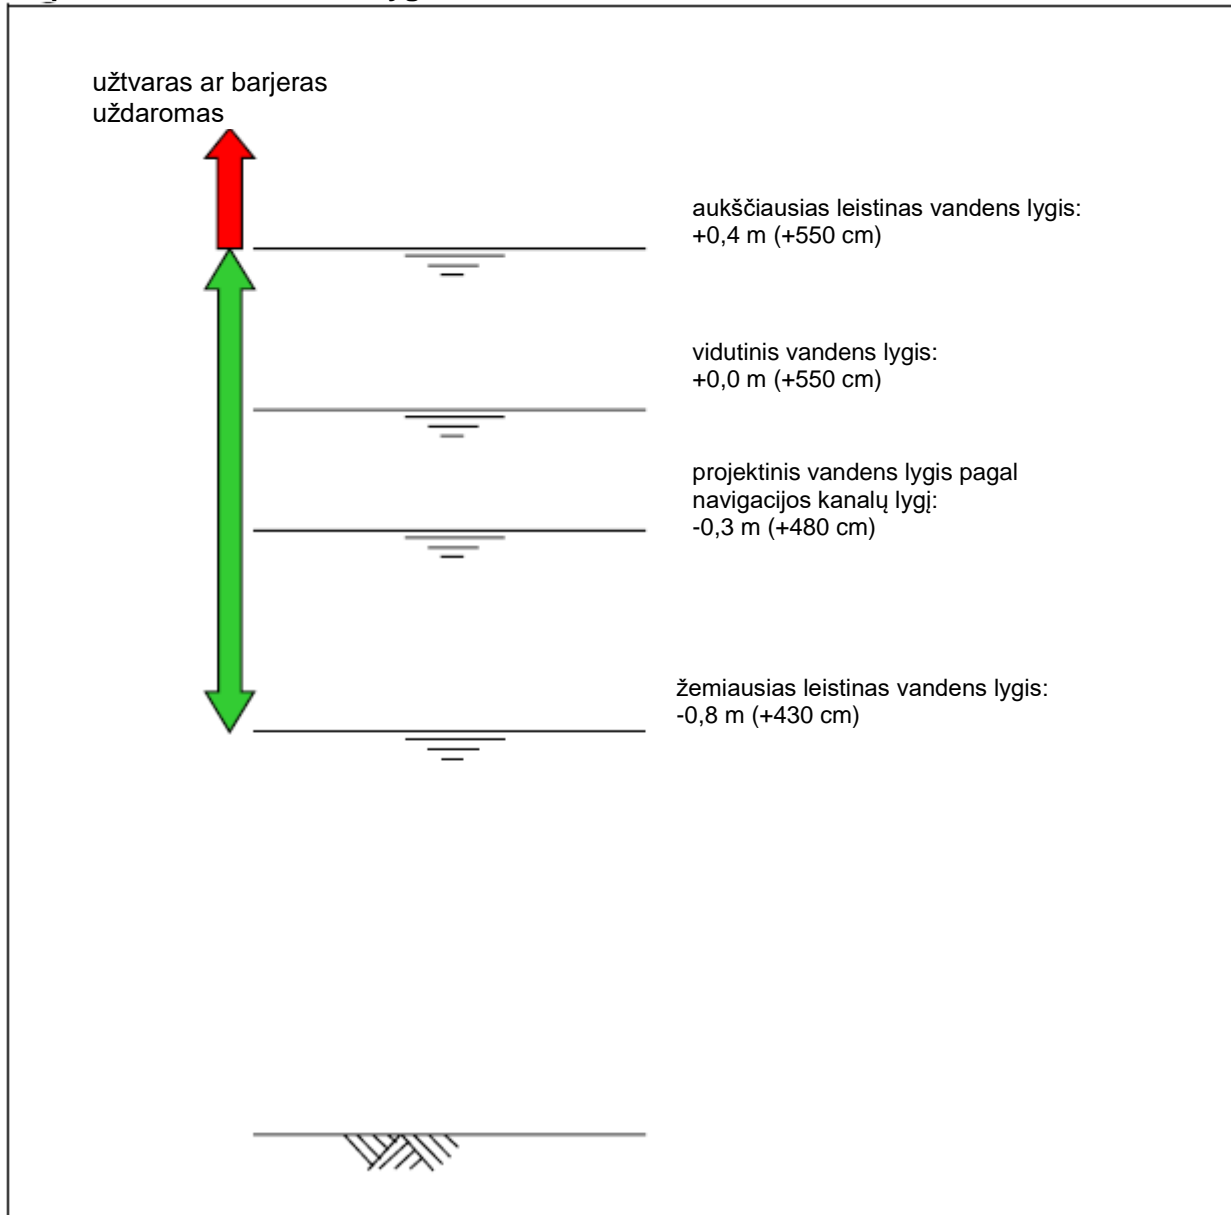 užtvaras ar barjeras
uždaromas
aukščiausias leistinas vandens lygis:
+0,4 m (+550 cm)
vidutinis vandens lygis:
+0,0 m (+550 cm)
projektinis vandens lygis pagal
navigacijos kanalų lygį:
-0,3 m (+480 cm)
žemiausias leistinas vandens lygis:
-0,8 m (+430 cm)